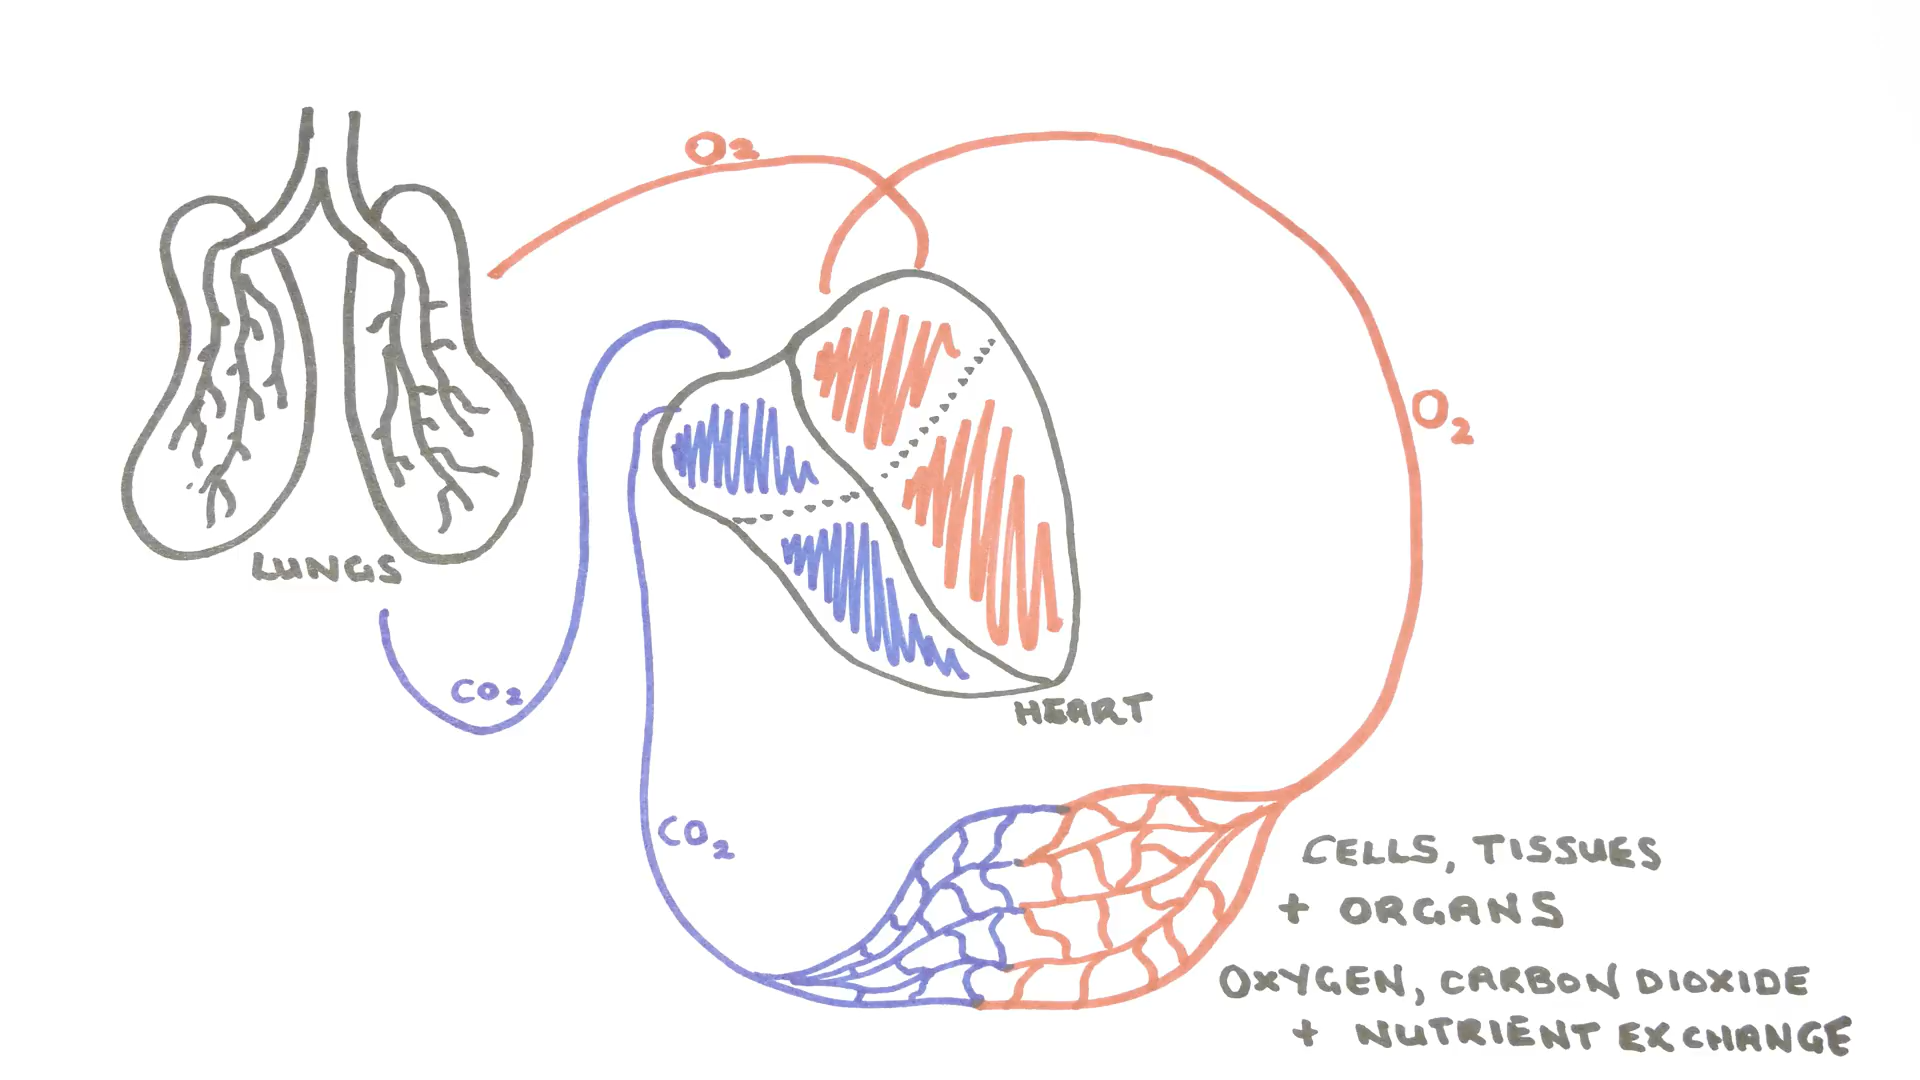 O2
O2
LUNGS
CO2
HEART
CO2
CELLS, TISSUES
+ ORGANS
OXYGEN, CARBON DIOXIDE
+ NUTRIENT EXCHANGE